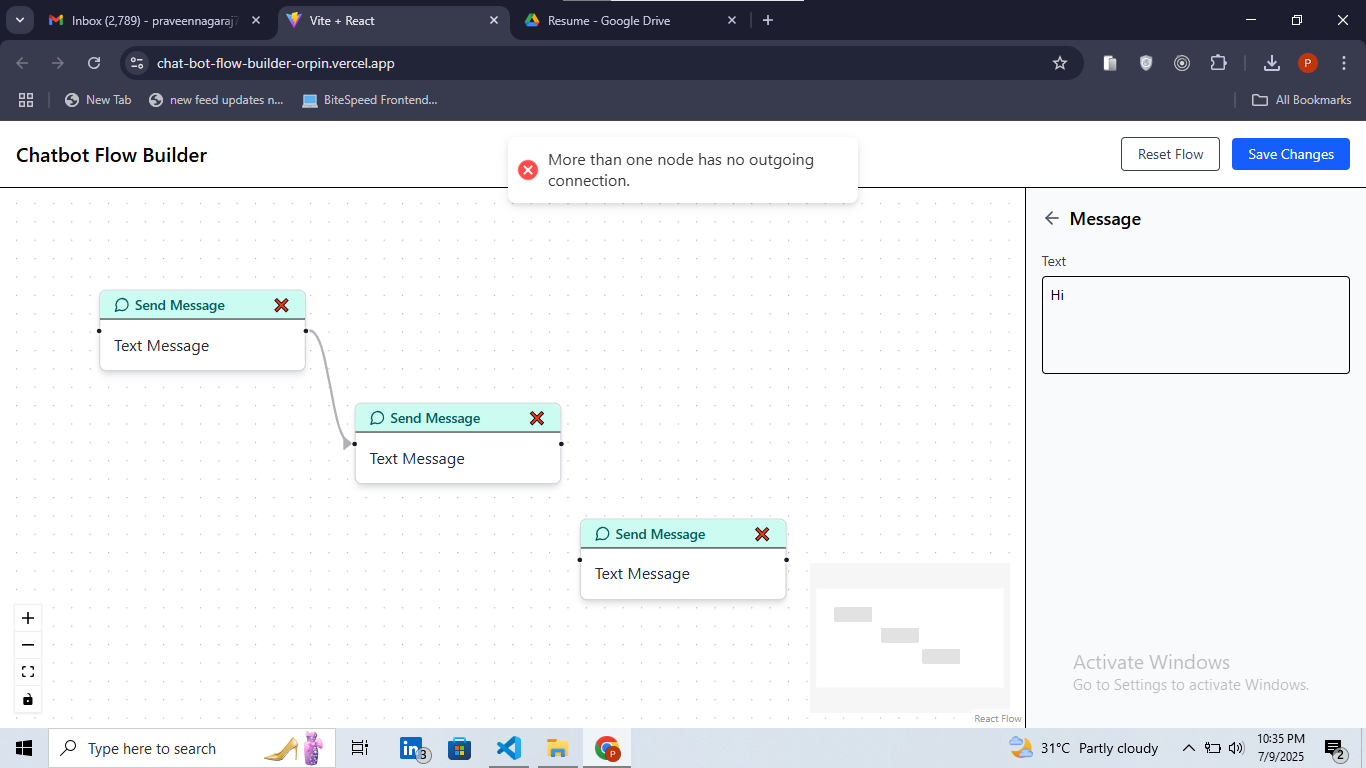 Inbox (2,789) - praveennagaraj7
Vite + React
Resume - Google Drive
chat-bot-flow-builder-orpin.vercel.app
P
New Tab
new feed updates n...
BiteSpeed Frontend...
All Bookmarks
Chatbot Flow Builder
More than one node has no outgoing
connection.
Reset Flow
Save Changes
Message
Text
Hi
Send Message
Text Message
Send Message
Text Message
Send Message
Text Message
React Flow
Activate Windows
Go to Settings to activate Windows.
Type here to search
in
3
P
31°C Partly cloudy
10:35 PM
7/9/2025
2